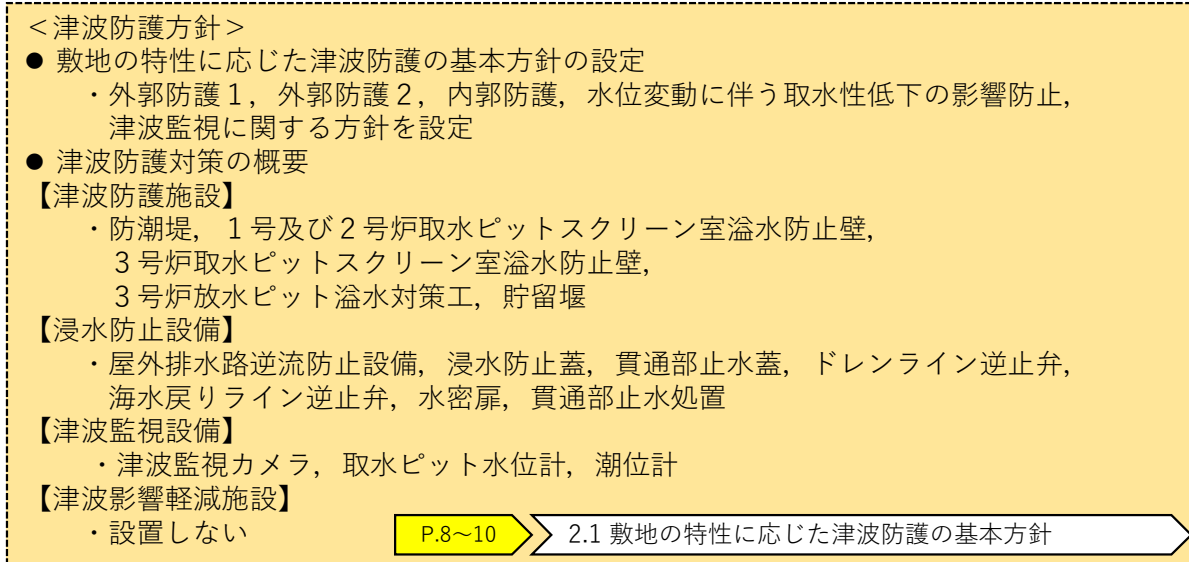 ＜津波防護方針＞
● 敷地の特性に応じた津波防護の基本方針の設定
・外郭防護１，外郭防護２，内郭防護，水位変動に伴う取水性低下の影響防止，
津波監視に関する方針を設定
● 津波防護対策の概要
【津波防護施設】
・防潮堤，１号及び２号炉取水ピットスクリーン室溢水防止壁，
３号炉取水ピットスクリーン室溢水防止壁，
３号炉放水ピット溢水対策工，貯留堰
【浸水防止設備】
・屋外排水路逆流防止設備，浸水防止蓋，貫通部止水蓋，ドレンライン逆止弁，
海水戻りライン逆止弁，水密扉，貫通部止水処置
【津波監視設備】
・津波監視カメラ，取水ピット水位計，潮位計
【津波影響軽減施設】
・設置しない
P.8～10 2.1 敷地の特性に応じた津波防護の基本方針